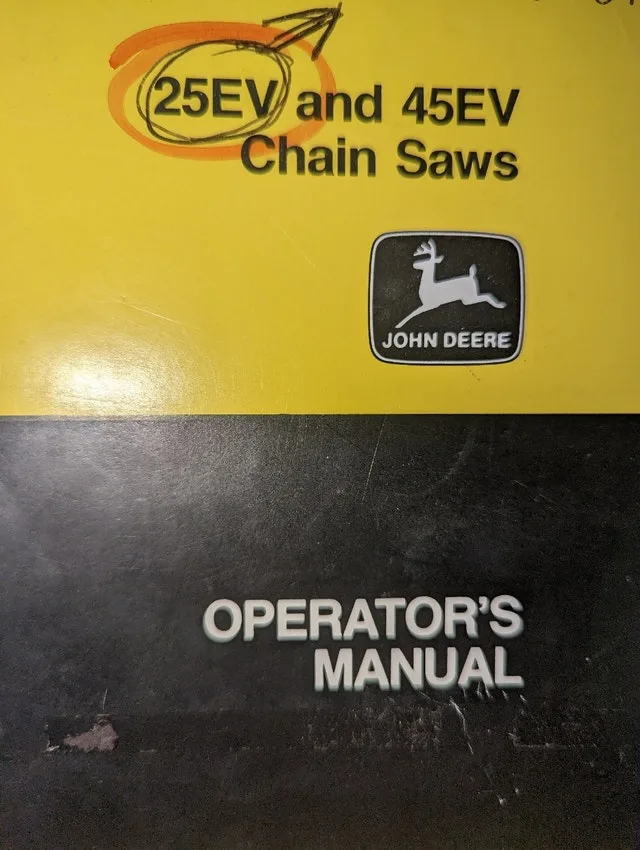 25EV and 45EV
Chain Saws
JOHN DEERE
OPERATOR'S
MANUAL